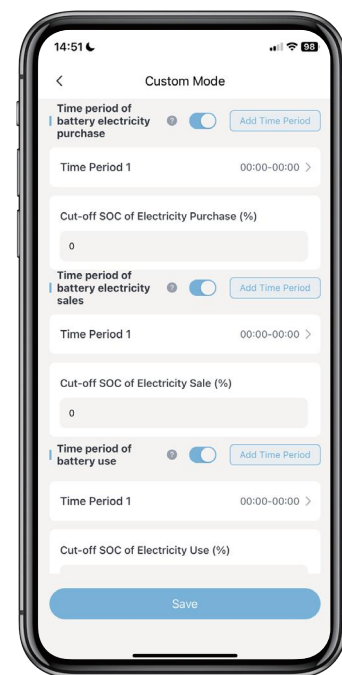 14:51 98
Custom Mode
Time period of
battery electricity
purchase
? Add Time Period
Time Period 1 00:00-00:00 >
Cut-off SOC of Electricity Purchase (%)
0
Time period of
battery electricity
sales
? Add Time Period
Time Period 1 00:00-00:00 >
Cut-off SOC of Electricity Sale (%)
0
Time period of
battery use
? Add Time Period
Time Period 1 00:00-00:00 >
Cut-off SOC of Electricity Use (%)
Save